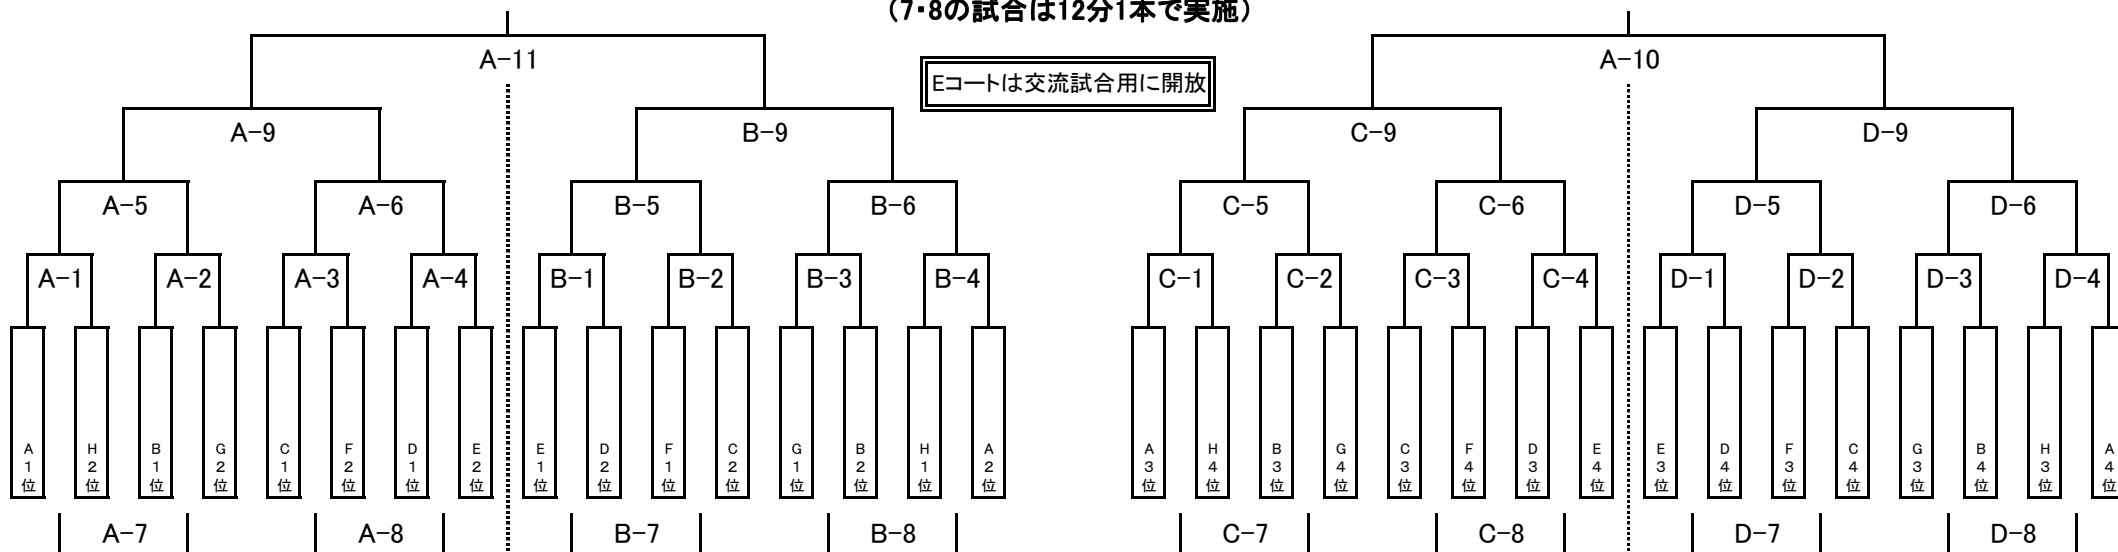 （7・8の試合は12分1本で実施）
A-11
A-10
Eコートは交流試合用に開放
A-9
B-9
C-9
D-9
A-5
A-6
B-5
B-6
C-5
C-6
D-5
D-6
A-1
A-2
A-3
A-4
B-1
B-2
B-3
B-4
C-1
C-2
C-3
C-4
D-1
D-2
D-3
D-4
A1位
H2位
B1位
G2位
C1位
F2位
D1位
E2位
E1位
D2位
F1位
C2位
G1位
B2位
H1位
A2位
A3位
H4位
B3位
G4位
C3位
F4位
D3位
E4位
E3位
D4位
F3位
C4位
G3位
B4位
H3位
A4位
A-7
A-8
B-7
B-8
C-7
C-8
D-7
D-8